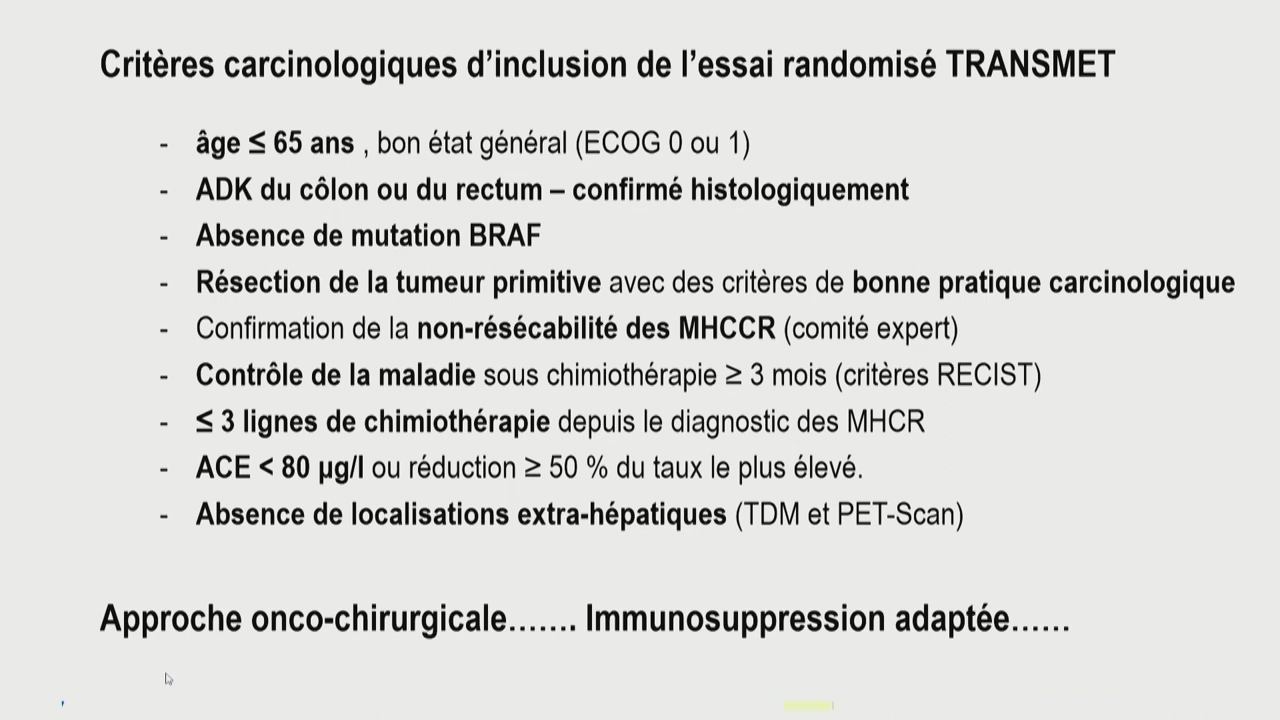 Critères carcinologiques d’inclusion de l’essai randomisé TRANSMET
- âge ≤ 65 ans , bon état général (ECOG 0 ou 1)
- ADK du côlon ou du rectum – confirmé histologiquement
- Absence de mutation BRAF
- Résection de la tumeur primitive avec des critères de bonne pratique carcinologique
- Confirmation de la non-résécabilité des MHCCR (comité expert)
- Contrôle de la maladie sous chimiothérapie ≥ 3 mois (critères RECIST)
- ≤ 3 lignes de chimiothérapie depuis le diagnostic des MHCR
- ACE < 80 µg/l ou réduction ≥ 50 % du taux le plus élevé.
- Absence de localisations extra-hépatiques (TDM et PET-Scan)
Approche onco-chirurgicale……. Immunosuppression adaptée……